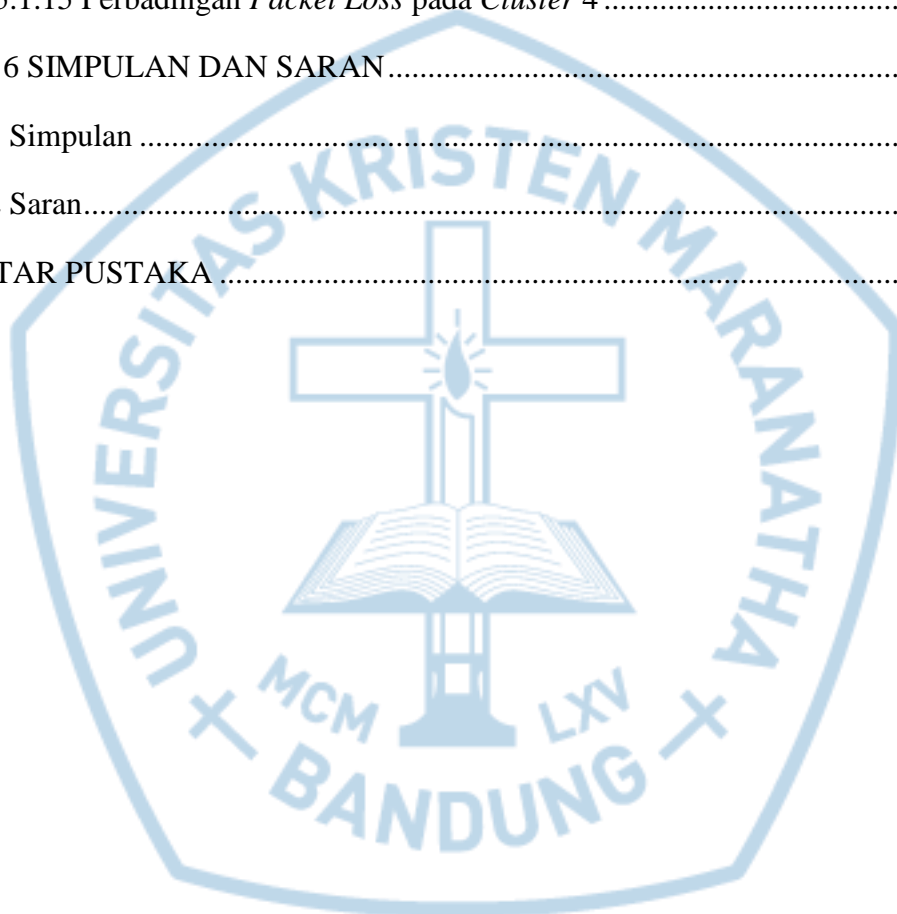 5.1.15 Perbadingan Packet Loss pada Cluster 4
6 SIMPULAN DAN SARAN
Simpulan
Saran
TAR PUSTAKA
UNIVERSITAS KRISTEN MARANATHA
MCM LXV
BANDUNG